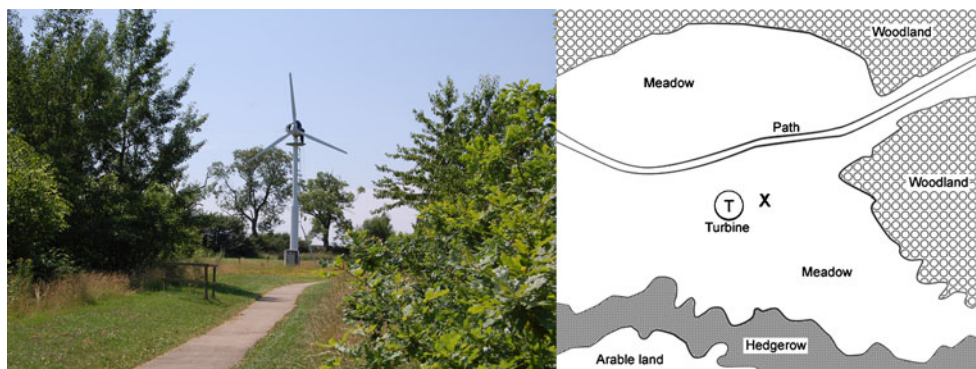 Woodland
Meadow
Path
Woodland
T
X
Turbine
Meadow
Hedgerow
Arable land